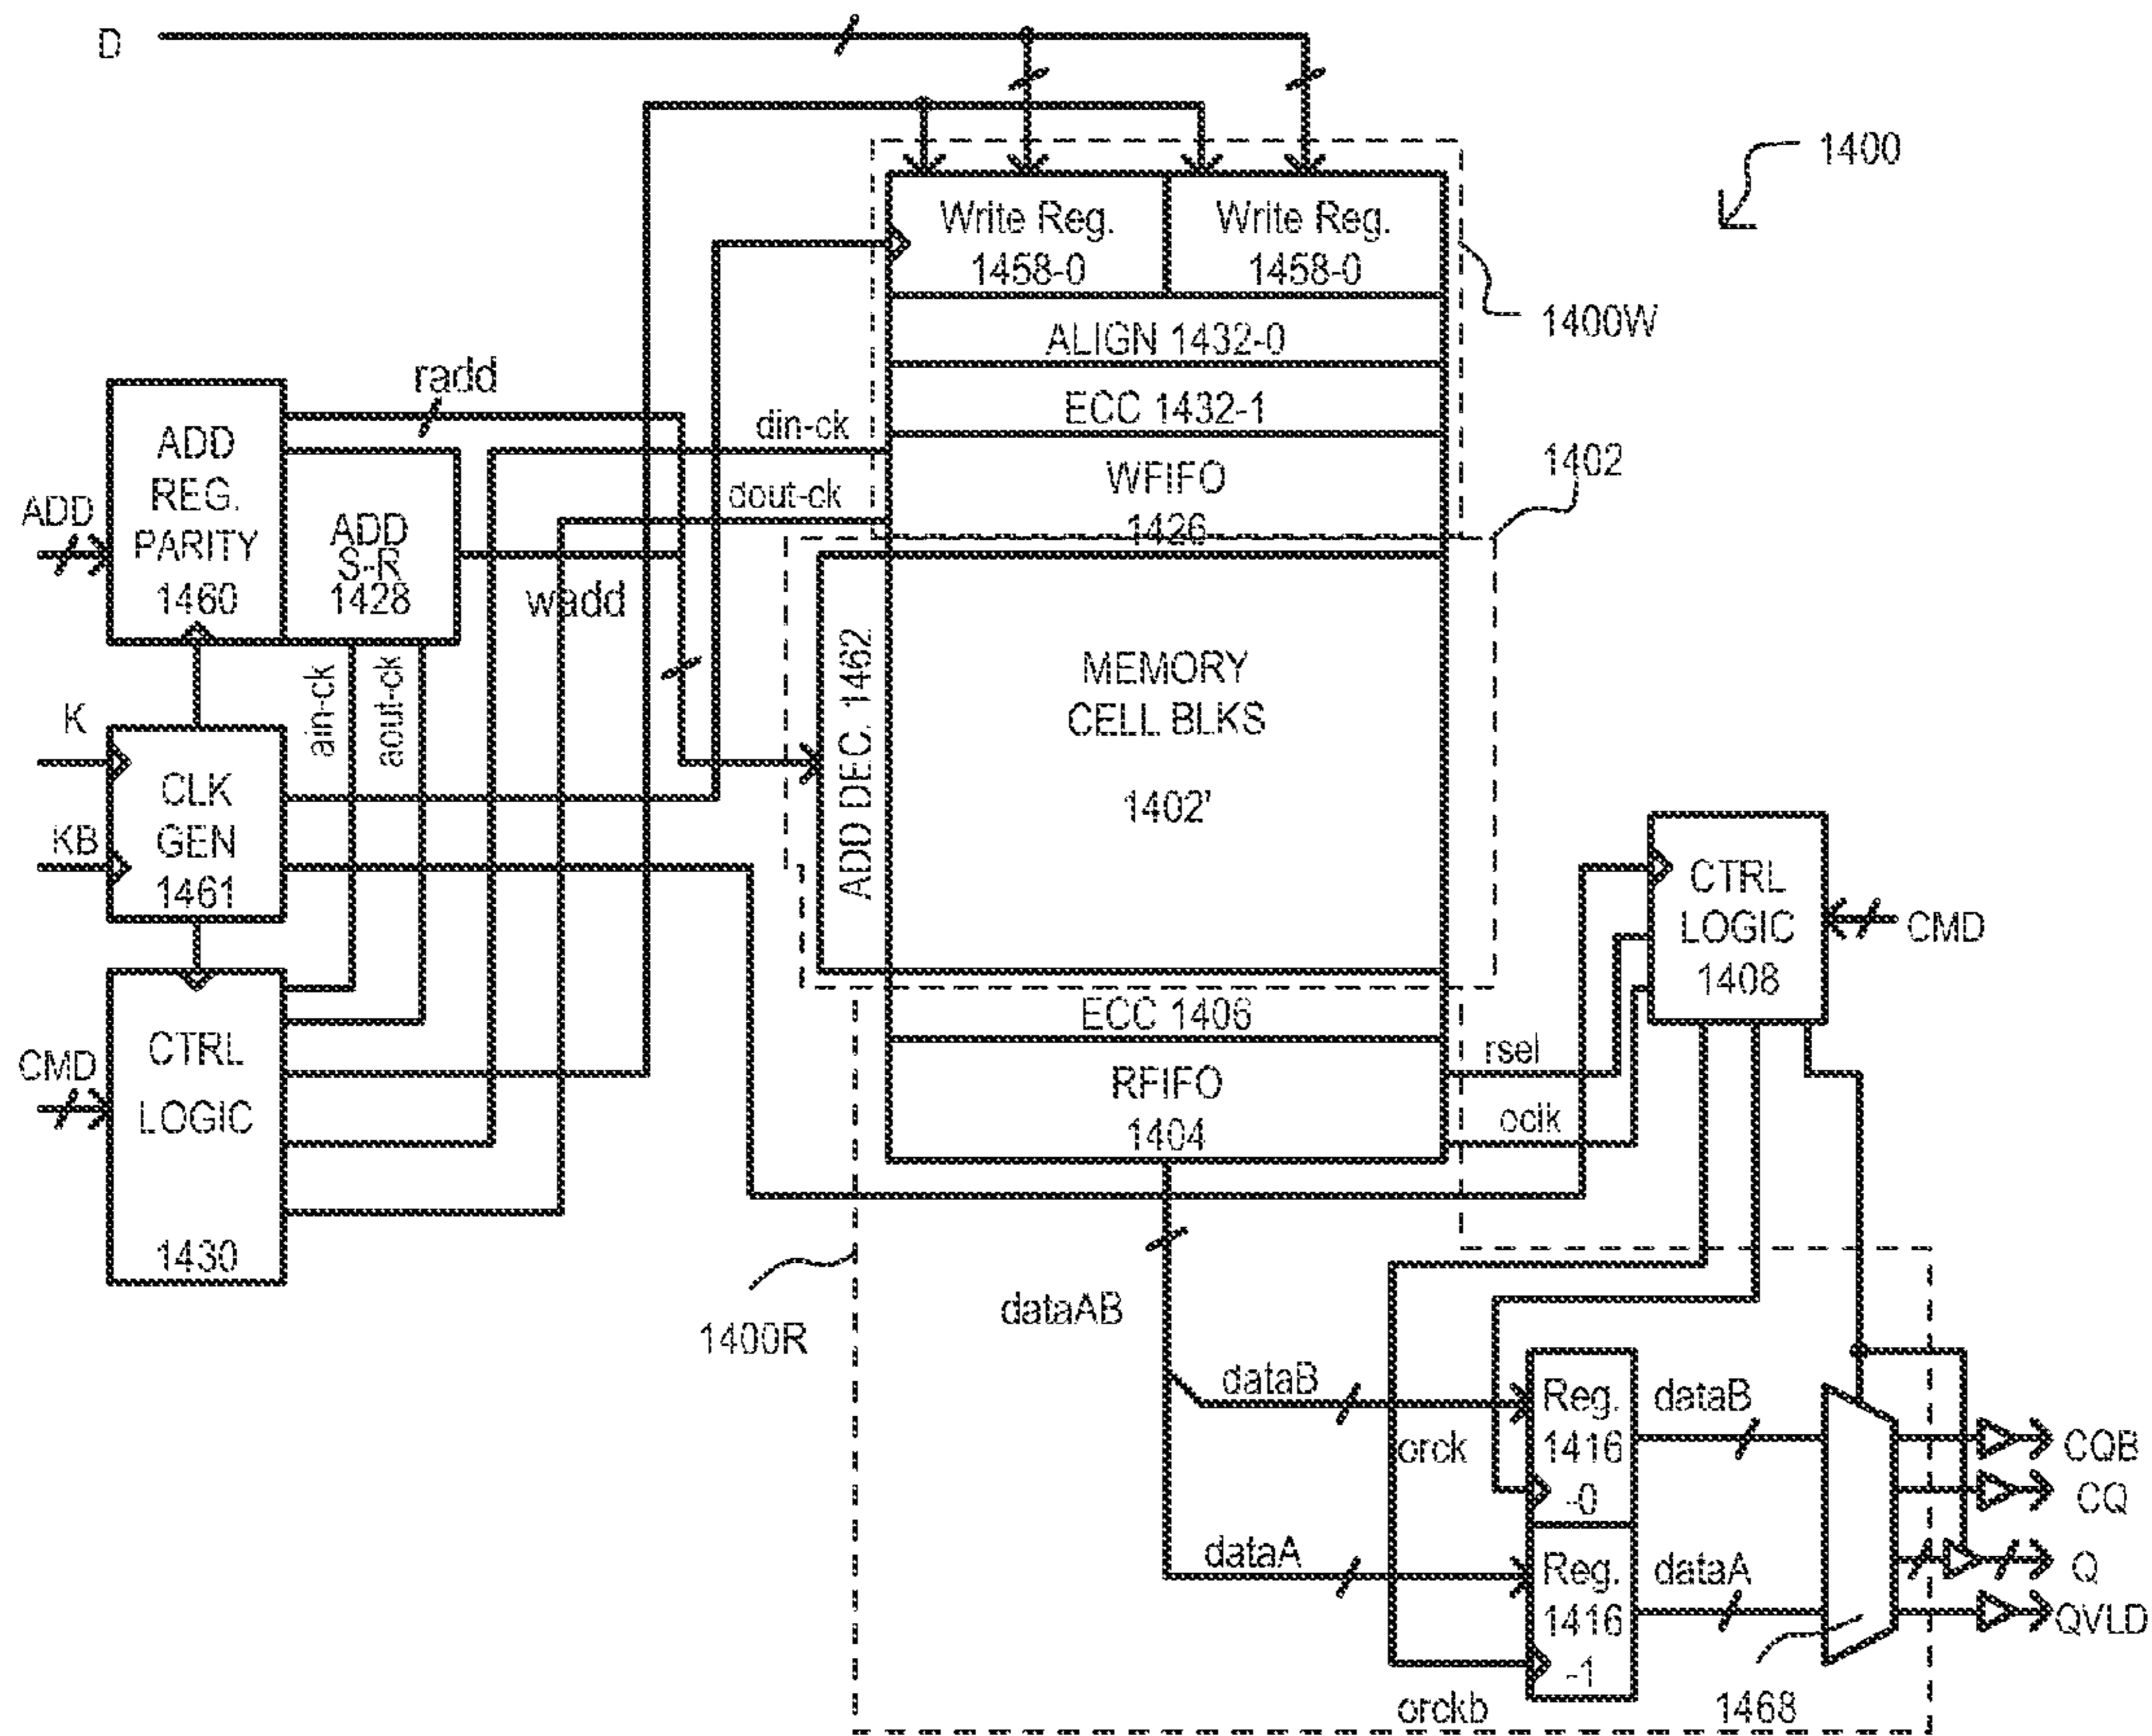 D
1400
Write Reg.
1458-0
Write Reg.
1458-0
1400W
ALIGN 1432-0
ECC 1432-1
WFIFO
1426
1402
radd
din-ck
dout-ck
wadd
ADD
ADD
REG.
PARITY
1460
ADD
S-R
1428
ain-ck
aout-ck
K
KB
CLK
GEN
1461
ADD DEC. 1462
MEMORY
CELL BLKS
1402'
CTRL
LOGIC
1408
CMD
CMD
CTRL
LOGIC
1430
ECC 1406
RFIFO
1404
rsel
oclk
1400R
dataAB
dataB
orck
Reg.
1416
-0
dataB
dataA
Reg.
1416
-1
dataA
orckb
1468
CQB
CQ
Q
QVLD